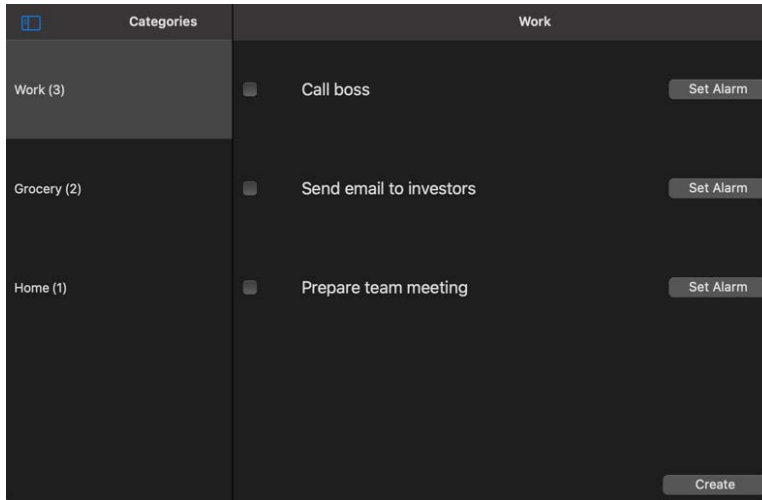 Categories
Work
Work (3)
Grocery (2)
Home (1)
Call boss
Set Alarm
Send email to investors
Set Alarm
Prepare team meeting
Set Alarm
Create